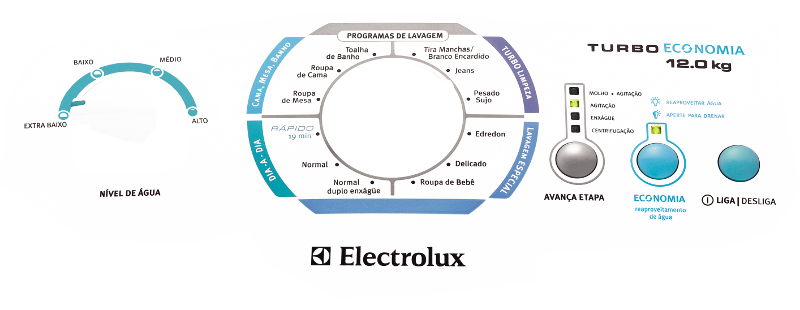 BAIXO
MÉDIO
EXTRA BAIXO
ALTO
NÍVEL DE ÁGUA
PROGRAMAS DE LAVAGEM
CAMA, MESA, BANHO
Toalha
de Banho
Roupa
de Cama
Roupa
de Mesa
TURBO LIMPEZA
Tira Manchas/
Branco Encardido
Jeans
Pesado
Sujo
DIA - A - DIA
RÁPIDO
19 min
Normal
Normal
duplo enxágüe
LAVAGEM ESPECIAL
Edredon
Delicado
Roupa de Bebê
Electrolux
TURBO ECONOMIA
12.0 kg
MOLHO • AGITAÇÃO
AGITAÇÃO
ENXÁGUE
CENTRIFUGAÇÃO
REAPROVEITAR ÁGUA
APERTE PARA DRENAR
AVANÇA ETAPA
ECONOMIA
reaproveitamento
de água
LIGA|DESLIGA